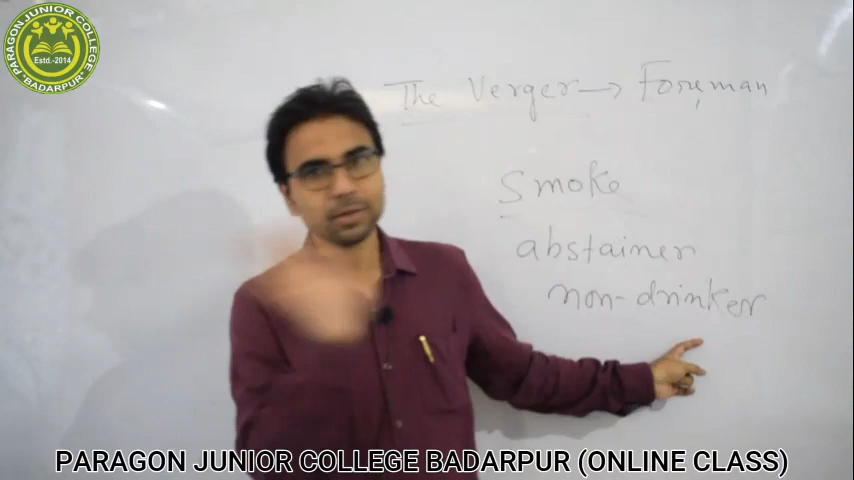 PARAGON JUNIOR COLLEGE
Estd.-2014
"BADARPUR"
The Verger → Foreman
Smoke
abstainer
non-drinker
PARAGON JUNIOR COLLEGE BADARPUR (ONLINE CLASS)